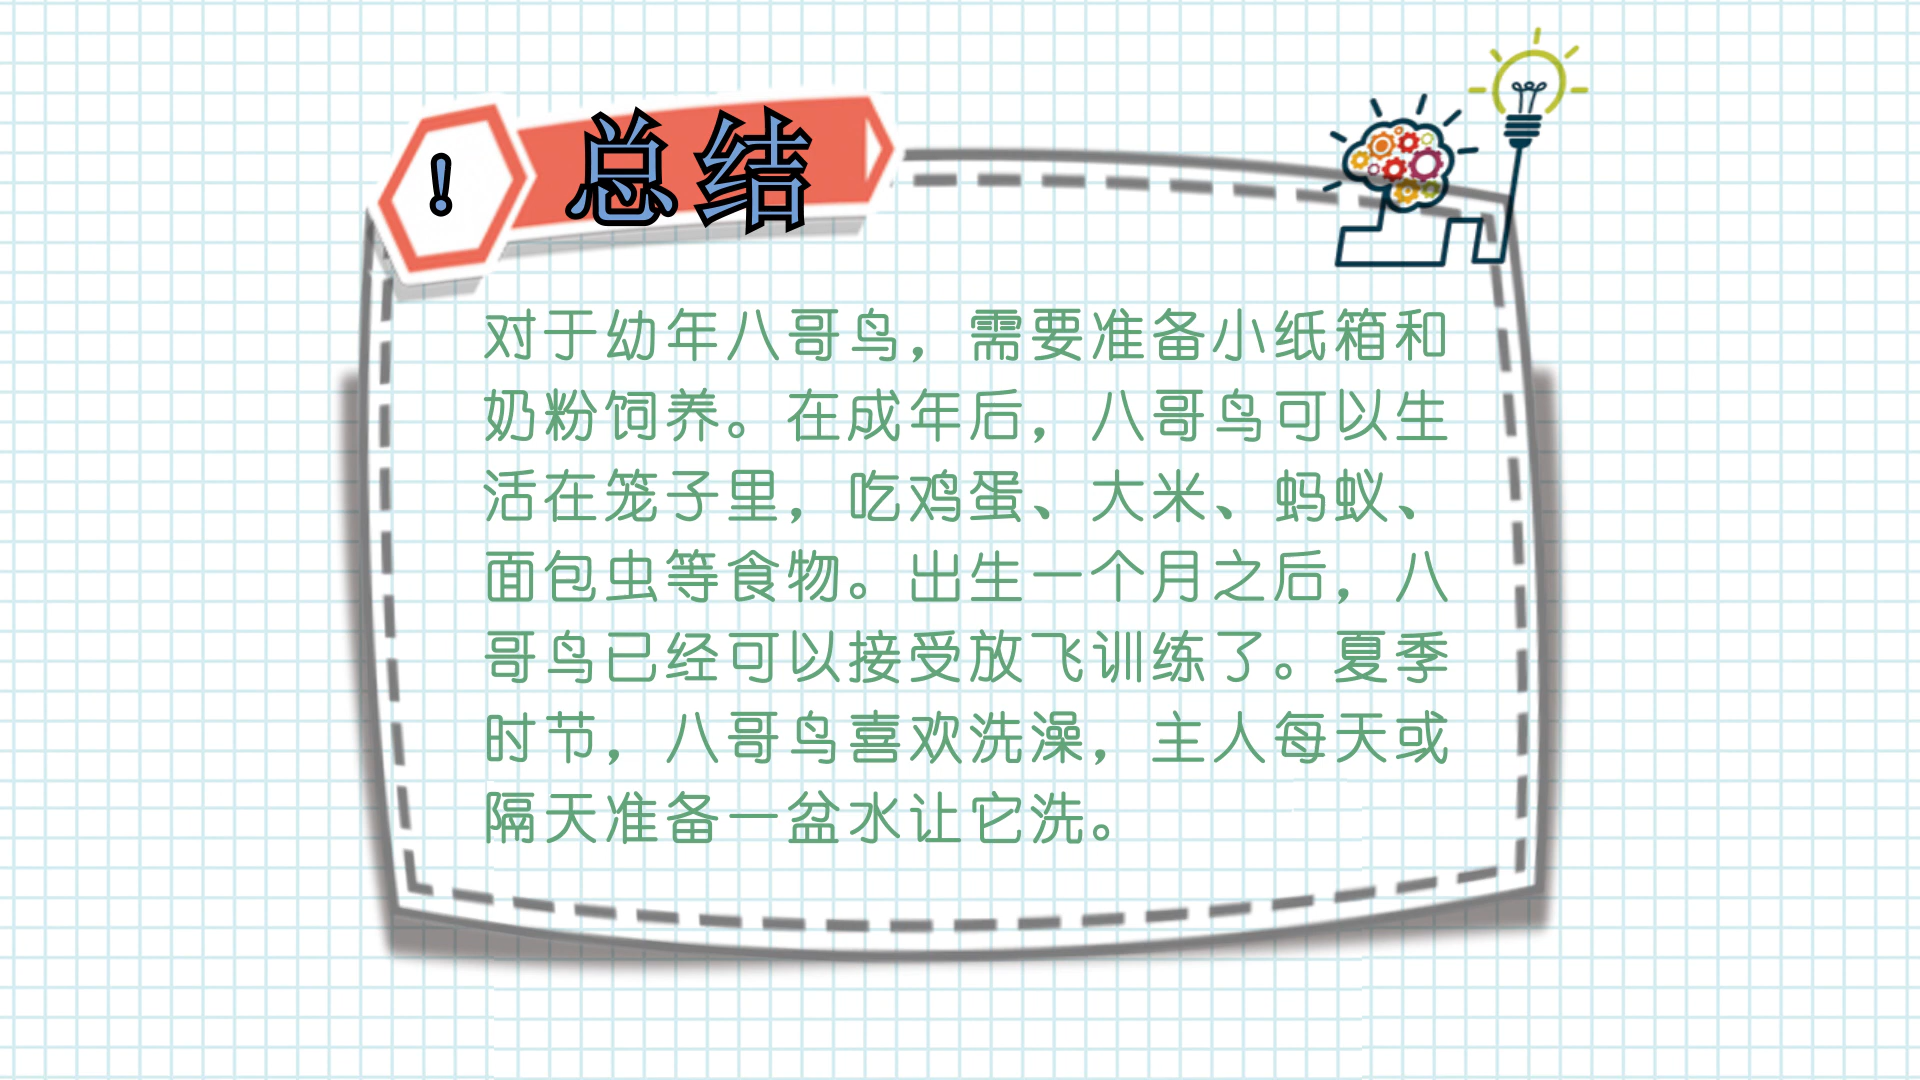 ! 总结
对于幼年八哥鸟，需要准备小纸箱和
奶粉饲养。在成年后，八哥鸟可以生
活在笼子里，吃鸡蛋、大米、蚂蚁、
面包虫等食物。出生一个月之后，八
哥鸟已经可以接受放飞训练了。夏季
时节，八哥鸟喜欢洗澡，主人每天或
隔天准备一盆水让它洗。